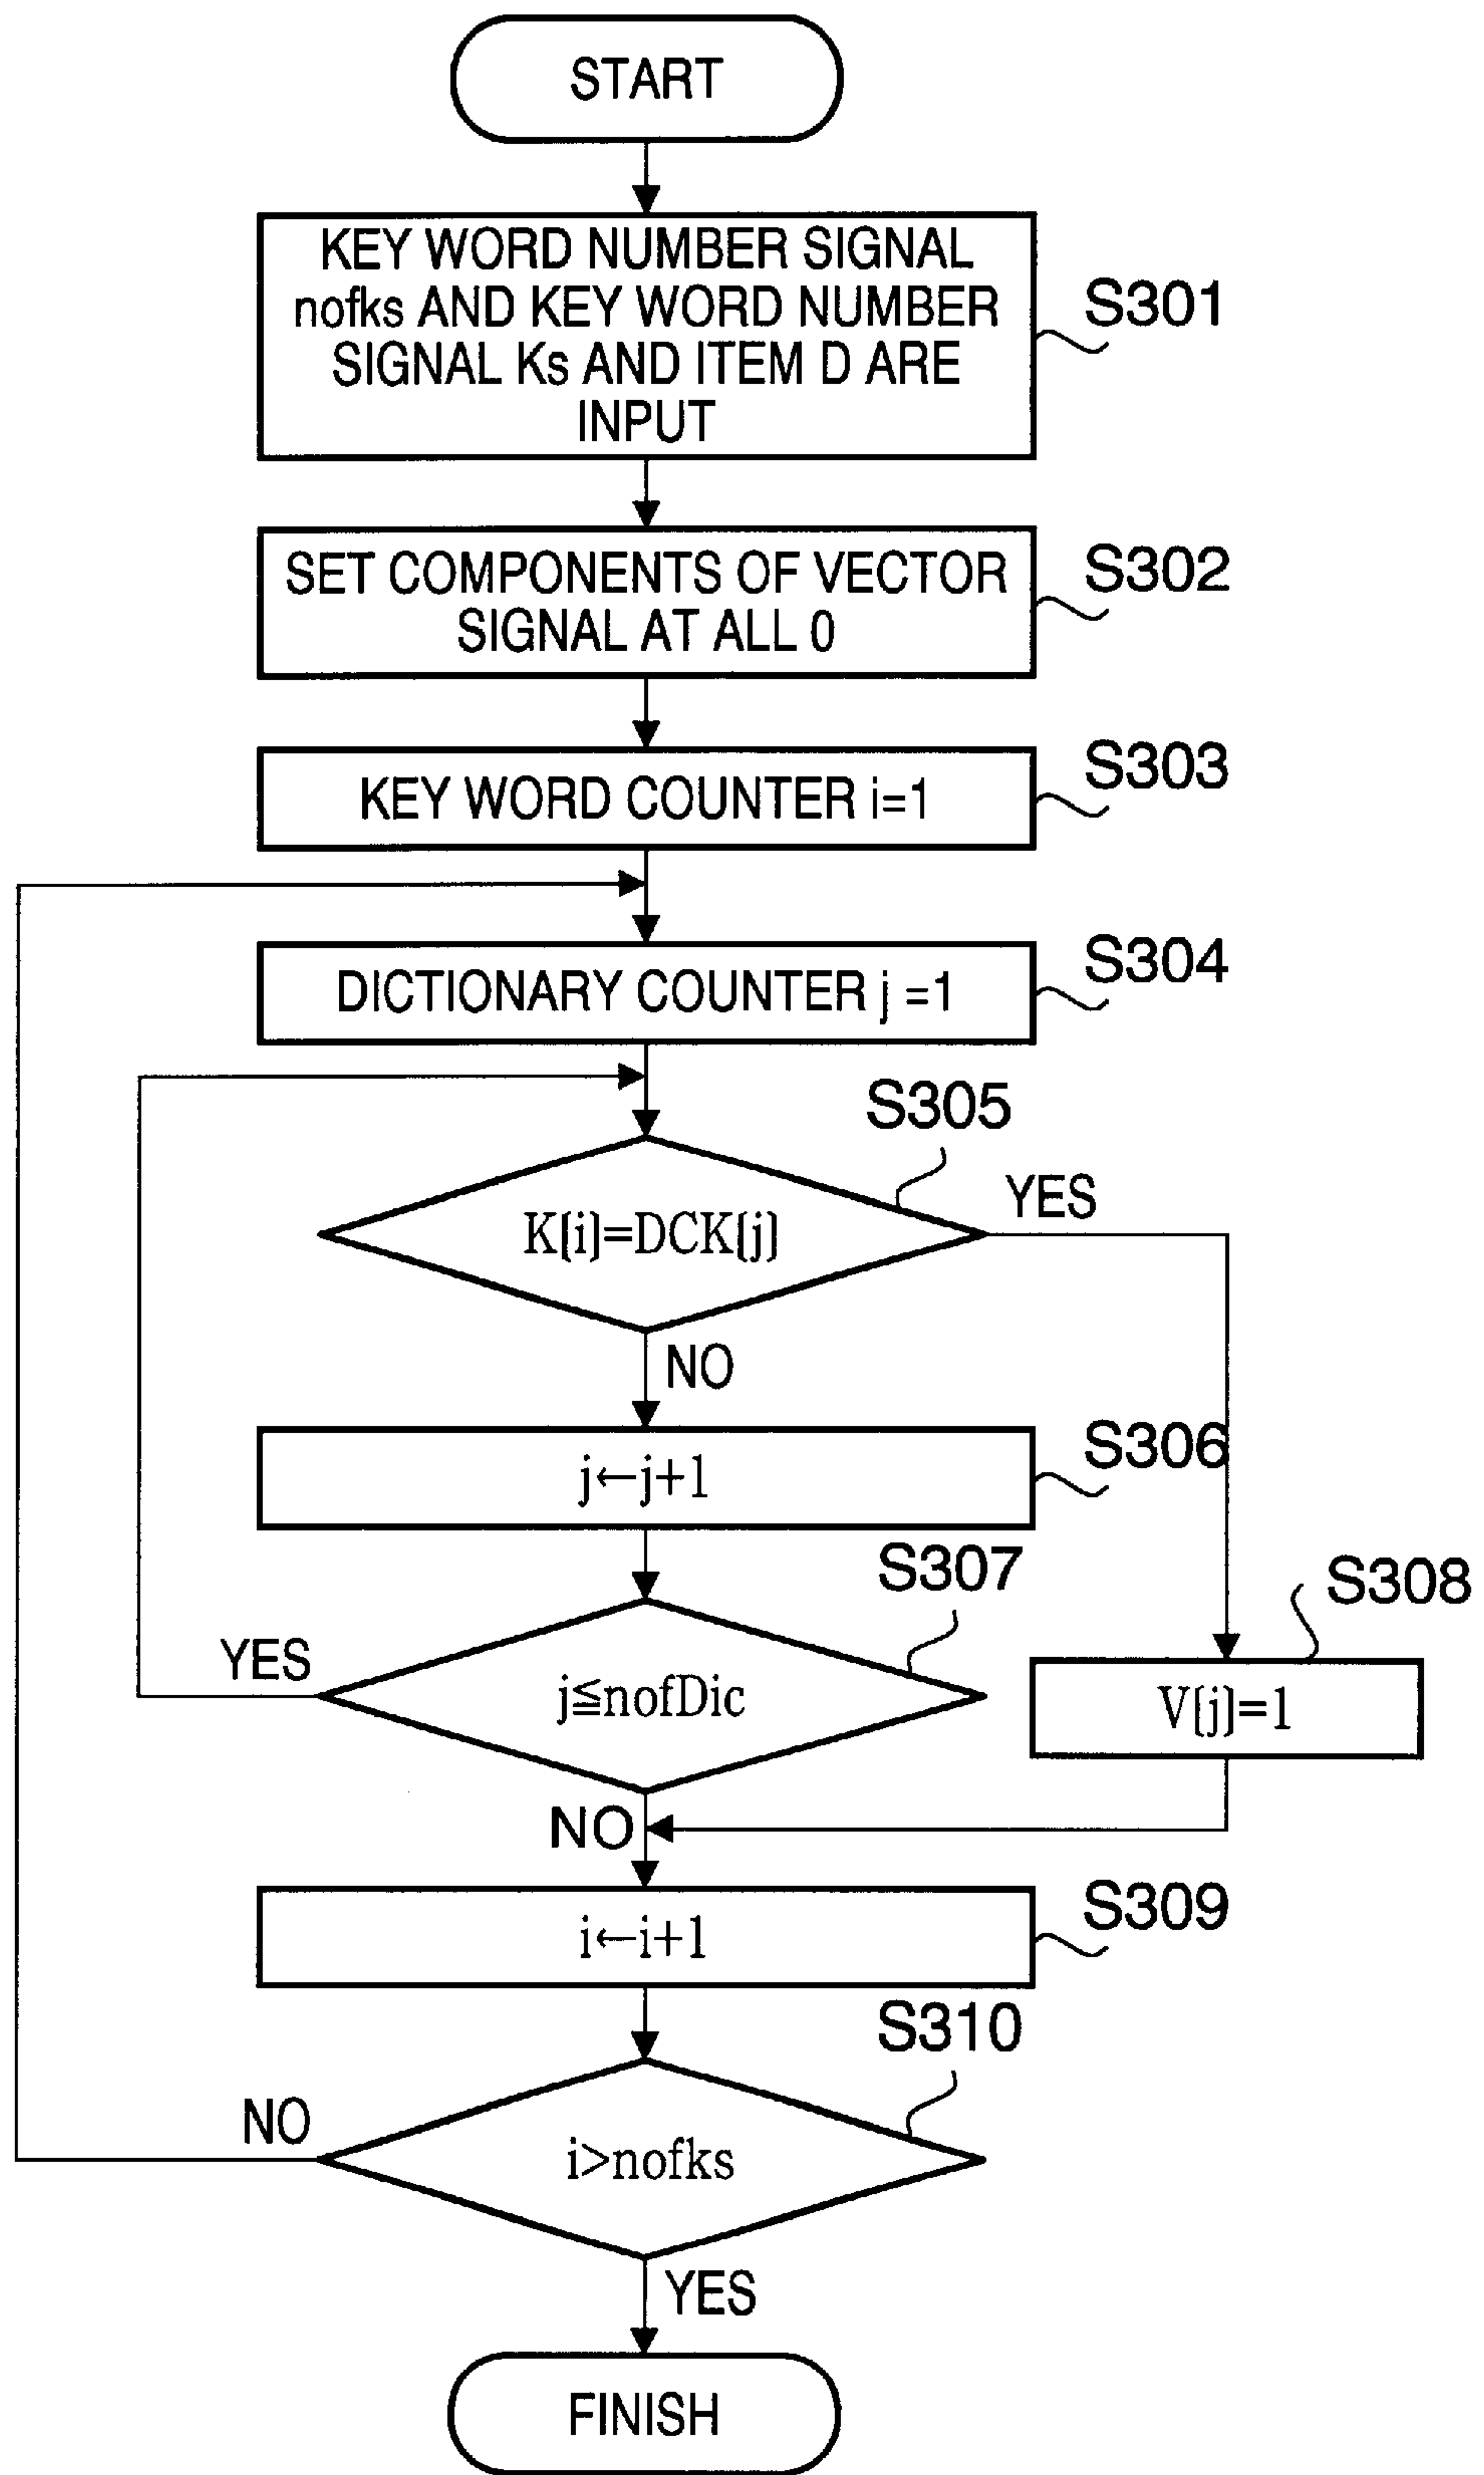 START
KEY WORD NUMBER SIGNAL
nofks AND KEY WORD NUMBER
SIGNAL Ks AND ITEM D ARE
INPUT
S301
SET COMPONENTS OF VECTOR
SIGNAL AT ALL 0
S302
KEY WORD COUNTER i=1
S303
DICTIONARY COUNTER j =1
S304
S305
K[i]=DCK[j]
YES
NO
j←j+1
S306
S307
j≦nofDic
YES
NO
S308
V[j]=1
i←i+1
S309
S310
i>nofks
NO
YES
FINISH